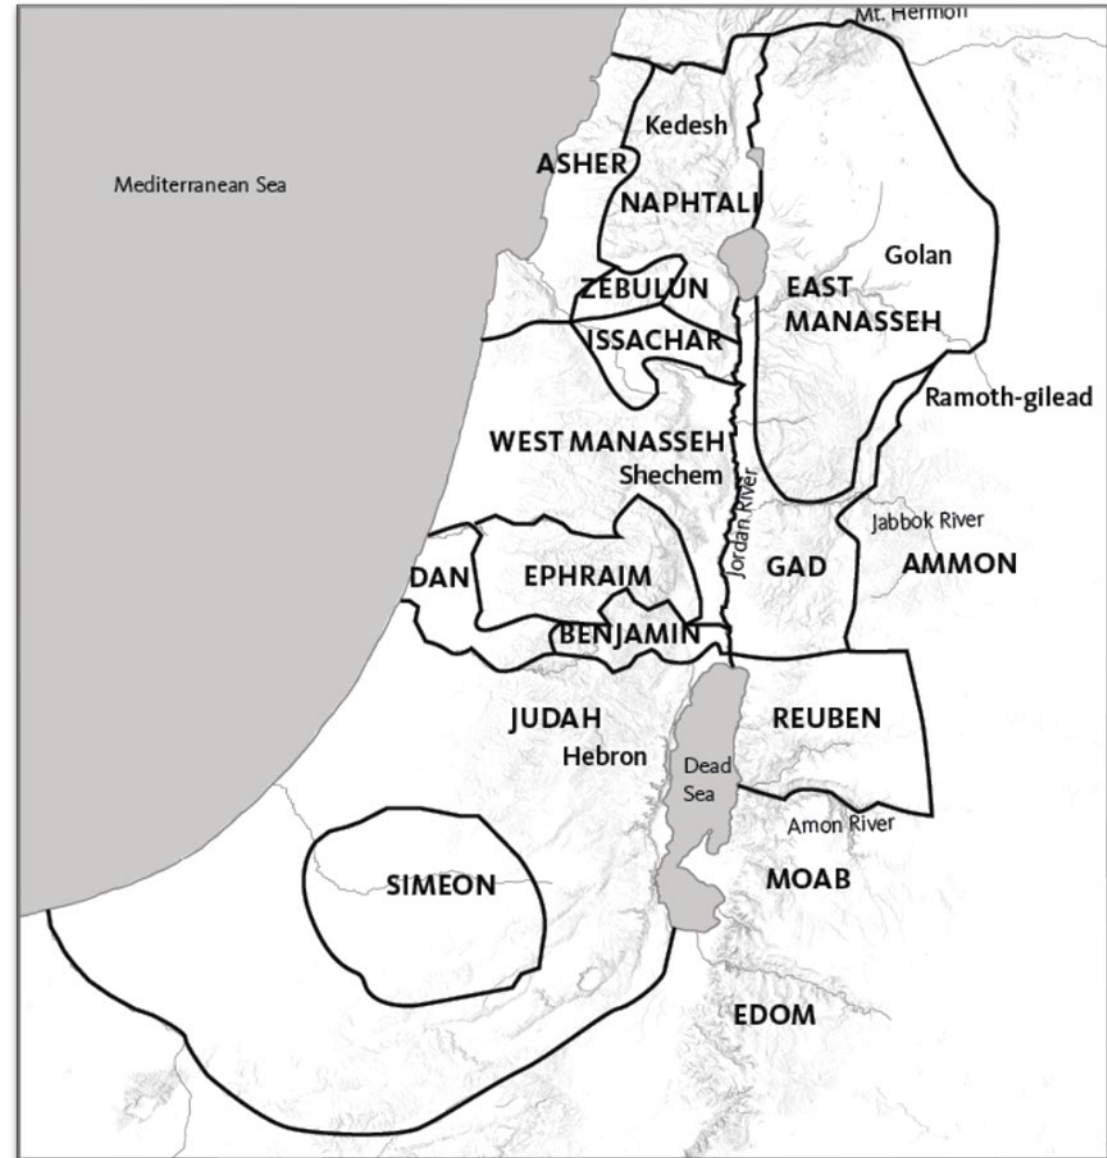 Mt. Hermon
Kedesh
ASHER
Mediterranean Sea
NAPHTALI
Golan
ZEBULUN
EAST
MANASSEH
ISSACHAR
Ramoth-gilead
WEST MANASSEH
Shechem
Jordan River
Jabbok River
DAN
EPHRAIM
GAD
AMMON
BENJAMIN
JUDAH
REUBEN
Hebron
Dead
Sea
Amon River
SIMEON
MOAB
EDOM